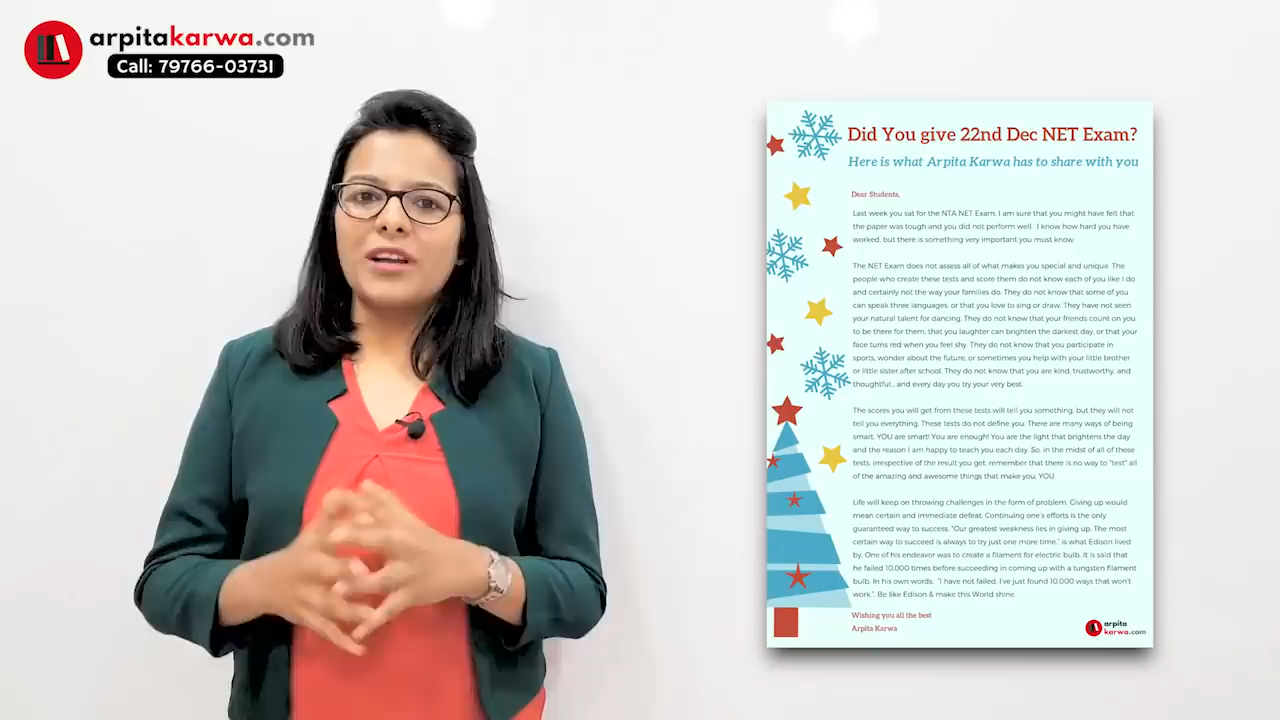 arpitakarwa.com
Call: 79766-03731
Did You give 22nd Dec NET Exam?
Here is what Arpita Karwa has to share with you
Dear Students,
Last week you sat for the NTA NET Exam. I am sure that you might have felt that
the paper was tough and you did not perform well. I know how hard you have
worked, but there is something very important you must know.
The NET Exam does not assess all of what makes you special and unique. The
people who create these tests and score them do not know each of you like I do
and certainly not the way your families do. They do not know that some of you
can speak three languages, or that you love to sing or draw. They have not seen
your natural talent for dancing. They do not know that your friends count on you
to be there for them, that you laughter can brighten the darkest day, or that your
face turns red when you feel shy. They do not know that you participate in
sports, wonder about the future, or sometimes you help with your little brother
or little sister after school. They do not know that you are kind, trustworthy, and
thoughtful... and every day you try your very best.
The scores you will get from these tests will tell you something, but they will not
tell you everything. These tests do not define you. There are many ways of being
smart. YOU are smart! You are enough! You are the light that brightens the day
and the reason I am happy to teach you each day. So, in the midst of all of these
tests, irrespective of the result you get, remember that there is no way to "test" all
of the amazing and awesome things that make you, YOU.
Life will keep on throwing challenges in the form of problem. Giving up would
mean certain and immediate defeat. Continuing one's efforts is the only
guaranteed way to success. "Our greatest weakness lies in giving up. The most
certain way to succeed is always to try just one more time." is what Edison lived
by. One of his endeavor was to create a filament for electric bulb. It is said that
he failed 10,000 times before succeeding in coming up with a tungsten filament
bulb. In his own words, "I have not failed. I've just found 10,000 ways that won't
work.". Be like Edison & make this World shine.
Wishing you all the best
Arpita Karwa
arpita
karwa.com